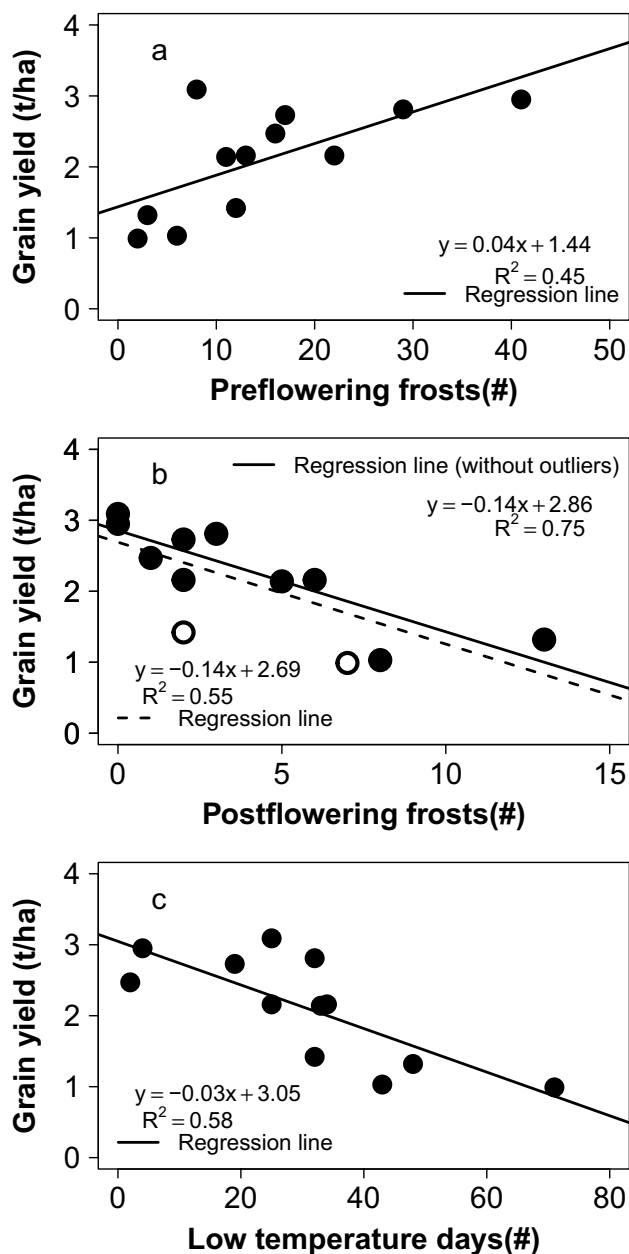 4
3
2
1
0
Grain yield (t/ha)
a
y = 0.04x + 1.44
R² = 0.45
Regression line
0 10 20 30 40 50
Preflowering frosts(#)
4
3
2
1
0
Grain yield (t/ha)
b
Regression line (without outliers)
y = −0.14x + 2.86
R² = 0.75
y = −0.14x + 2.69
R² = 0.55
Regression line
0 5 10 15
Postflowering frosts(#)
4
3
2
1
0
Grain yield (t/ha)
c
y = −0.03x + 3.05
R² = 0.58
Regression line
0 20 40 60 80
Low temperature days(#)